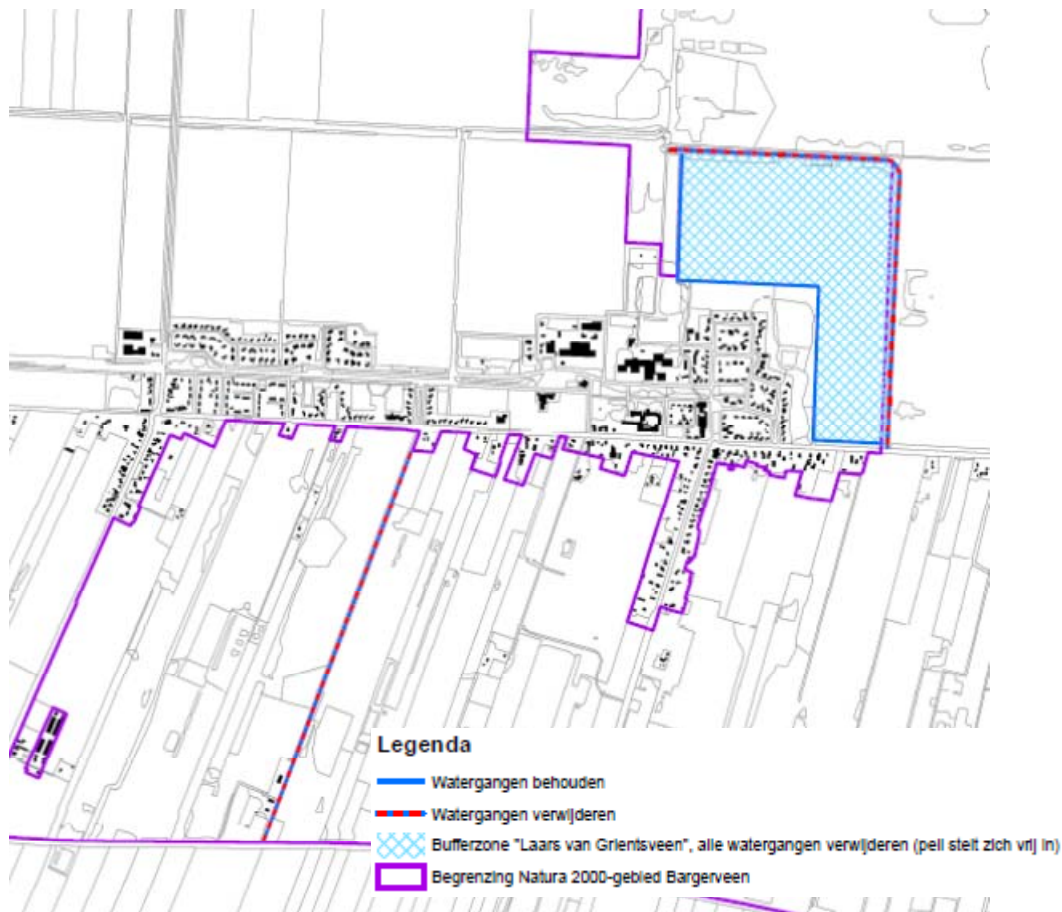 Legenda
Watergangen behouden
Watergangen verwijderen
Bufferzone "Laars van Grientsveen", alle watergangen verwijderen (peil stelt zich vrij in)
Begrenzing Natura 2000-gebied Bargerveen